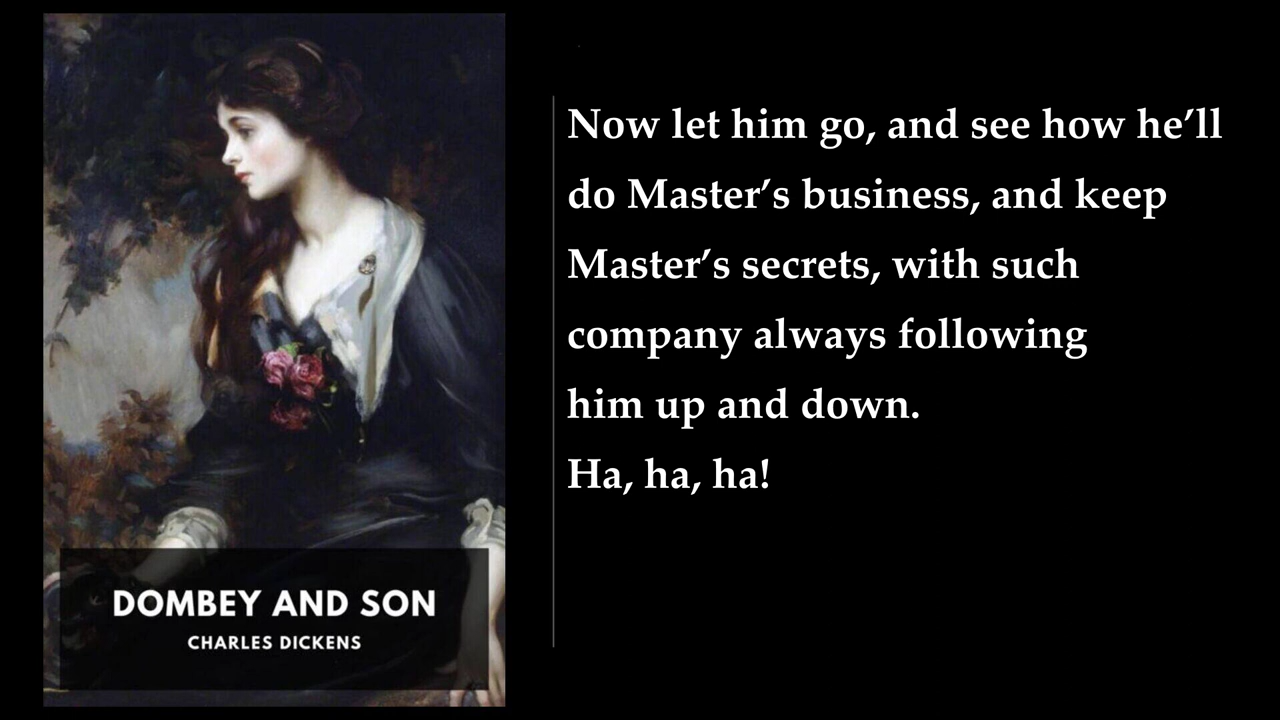 Now let him go, and see how he’ll
do Master’s business, and keep
Master’s secrets, with such
company always following
him up and down.
Ha, ha, ha!
DOMBEY AND SON
CHARLES DICKENS